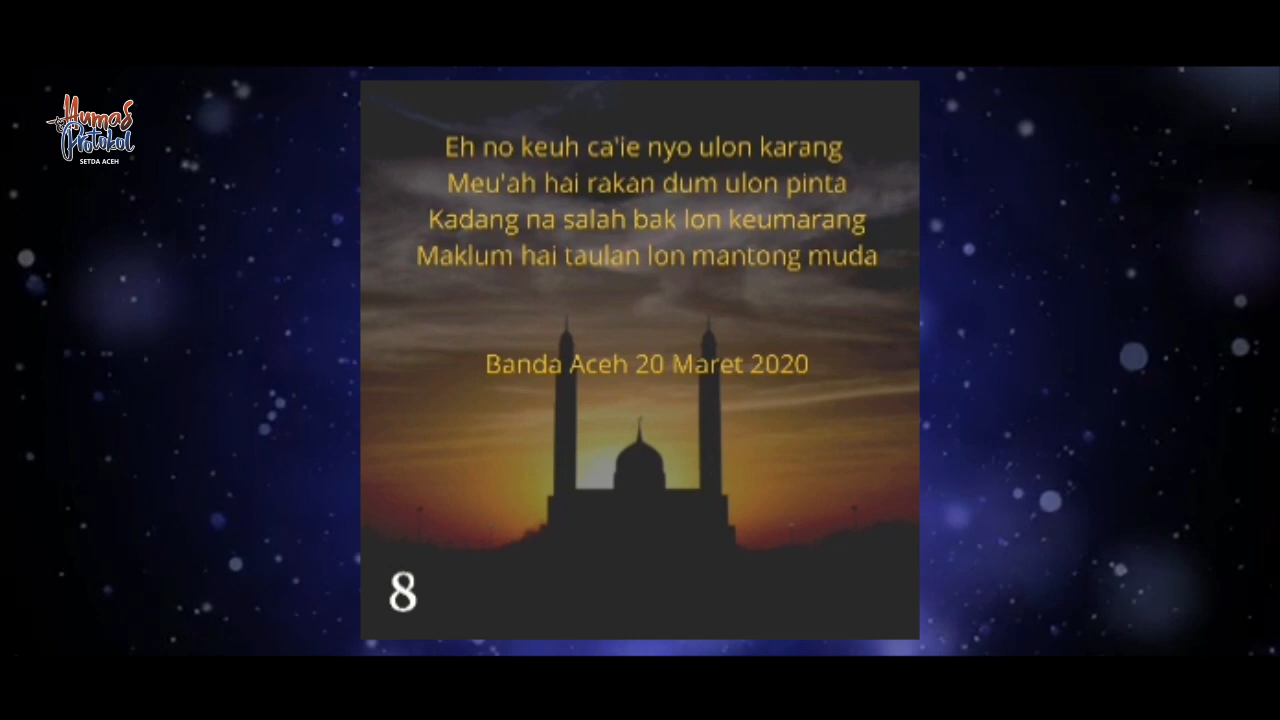 Humas
Protokol
SETDA ACEH
Eh no keuh ca'ie nyo ulon karang
Meu'ah hai rakan dum ulon pinta
Kadang na salah bak lon keumarang
Maklum hai taulan lon mantong muda
Banda Aceh 20 Maret 2020
8